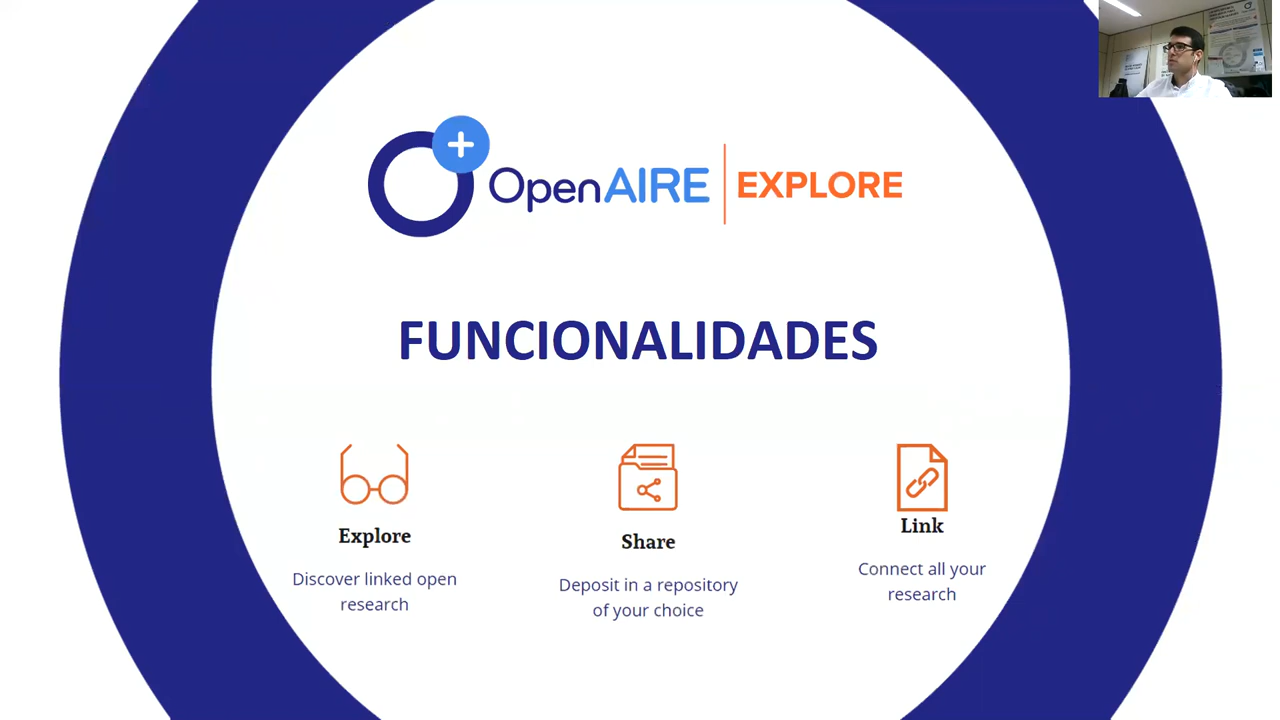 OpenAIRE | EXPLORE
FUNCIONALIDADES
Explore
Discover linked open
research
Share
Deposit in a repository
of your choice
Link
Connect all your
research